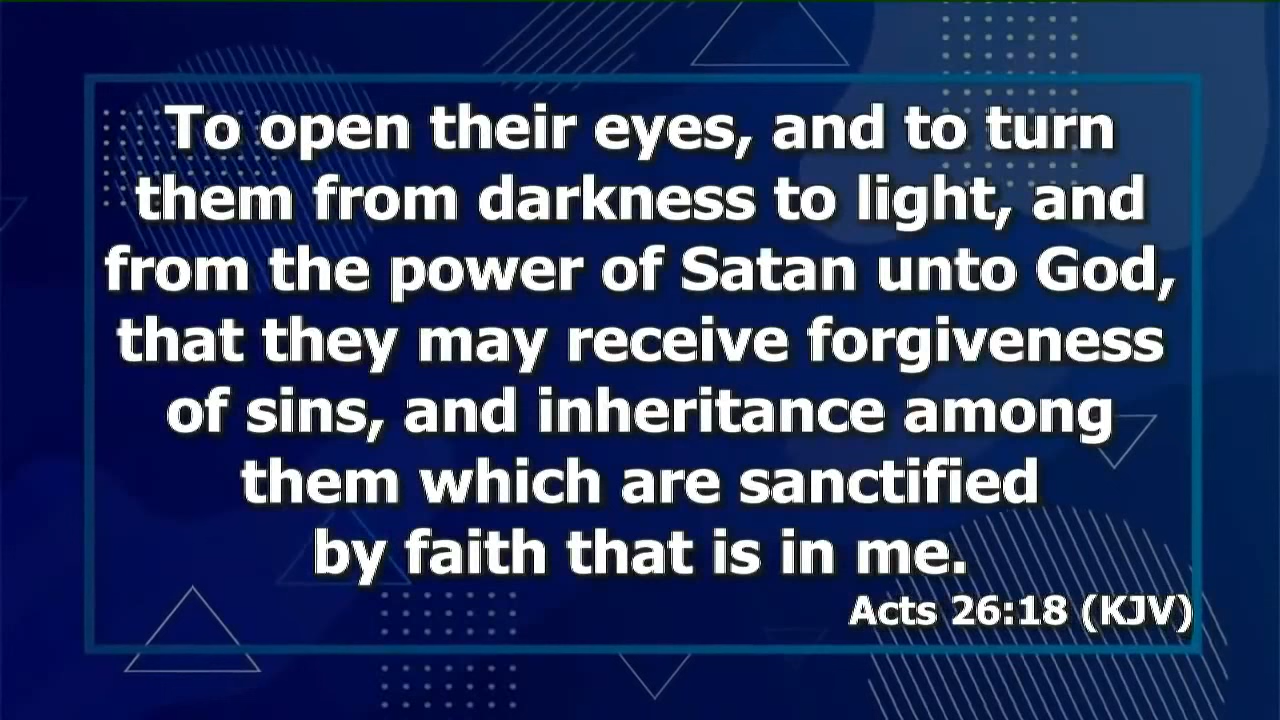 To open their eyes, and to turn
them from darkness to light, and
from the power of Satan unto God,
that they may receive forgiveness
of sins, and inheritance among
them which are sanctified
by faith that is in me.
Acts 26:18 (KJV)